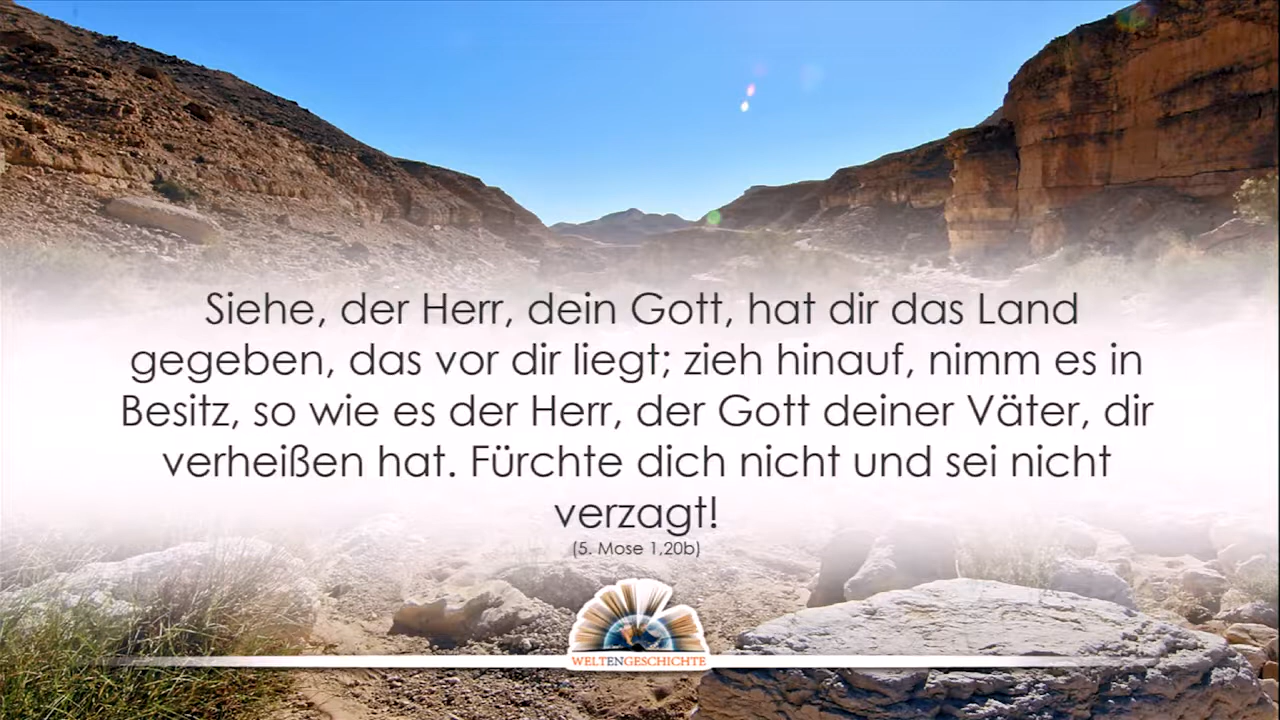 Siehe, der Herr, dein Gott, hat dir das Land
gegeben, das vor dir liegt; zieh hinauf, nimm es in
Besitz, so wie es der Herr, der Gott deiner Väter, dir
verheißen hat. Fürchte dich nicht und sei nicht
verzagt!
(5. Mose 1,20b)
WELTENGESCHICHTE